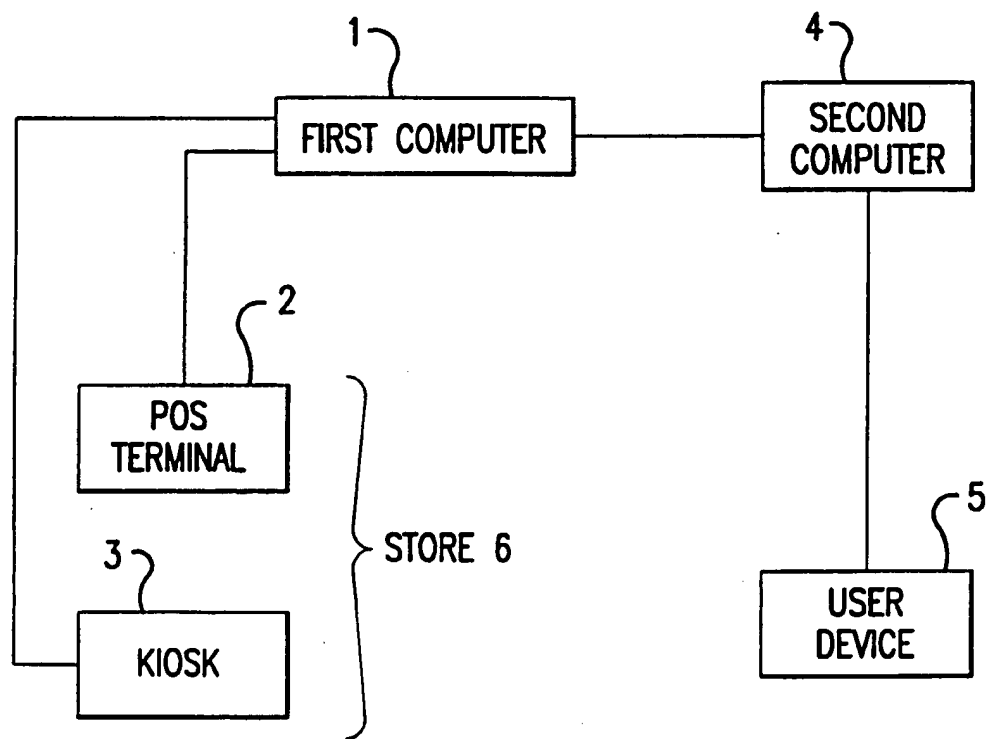 1
FIRST COMPUTER
4
SECOND
COMPUTER
2
POS
TERMINAL
3
KIOSK
STORE 6
5
USER
DEVICE